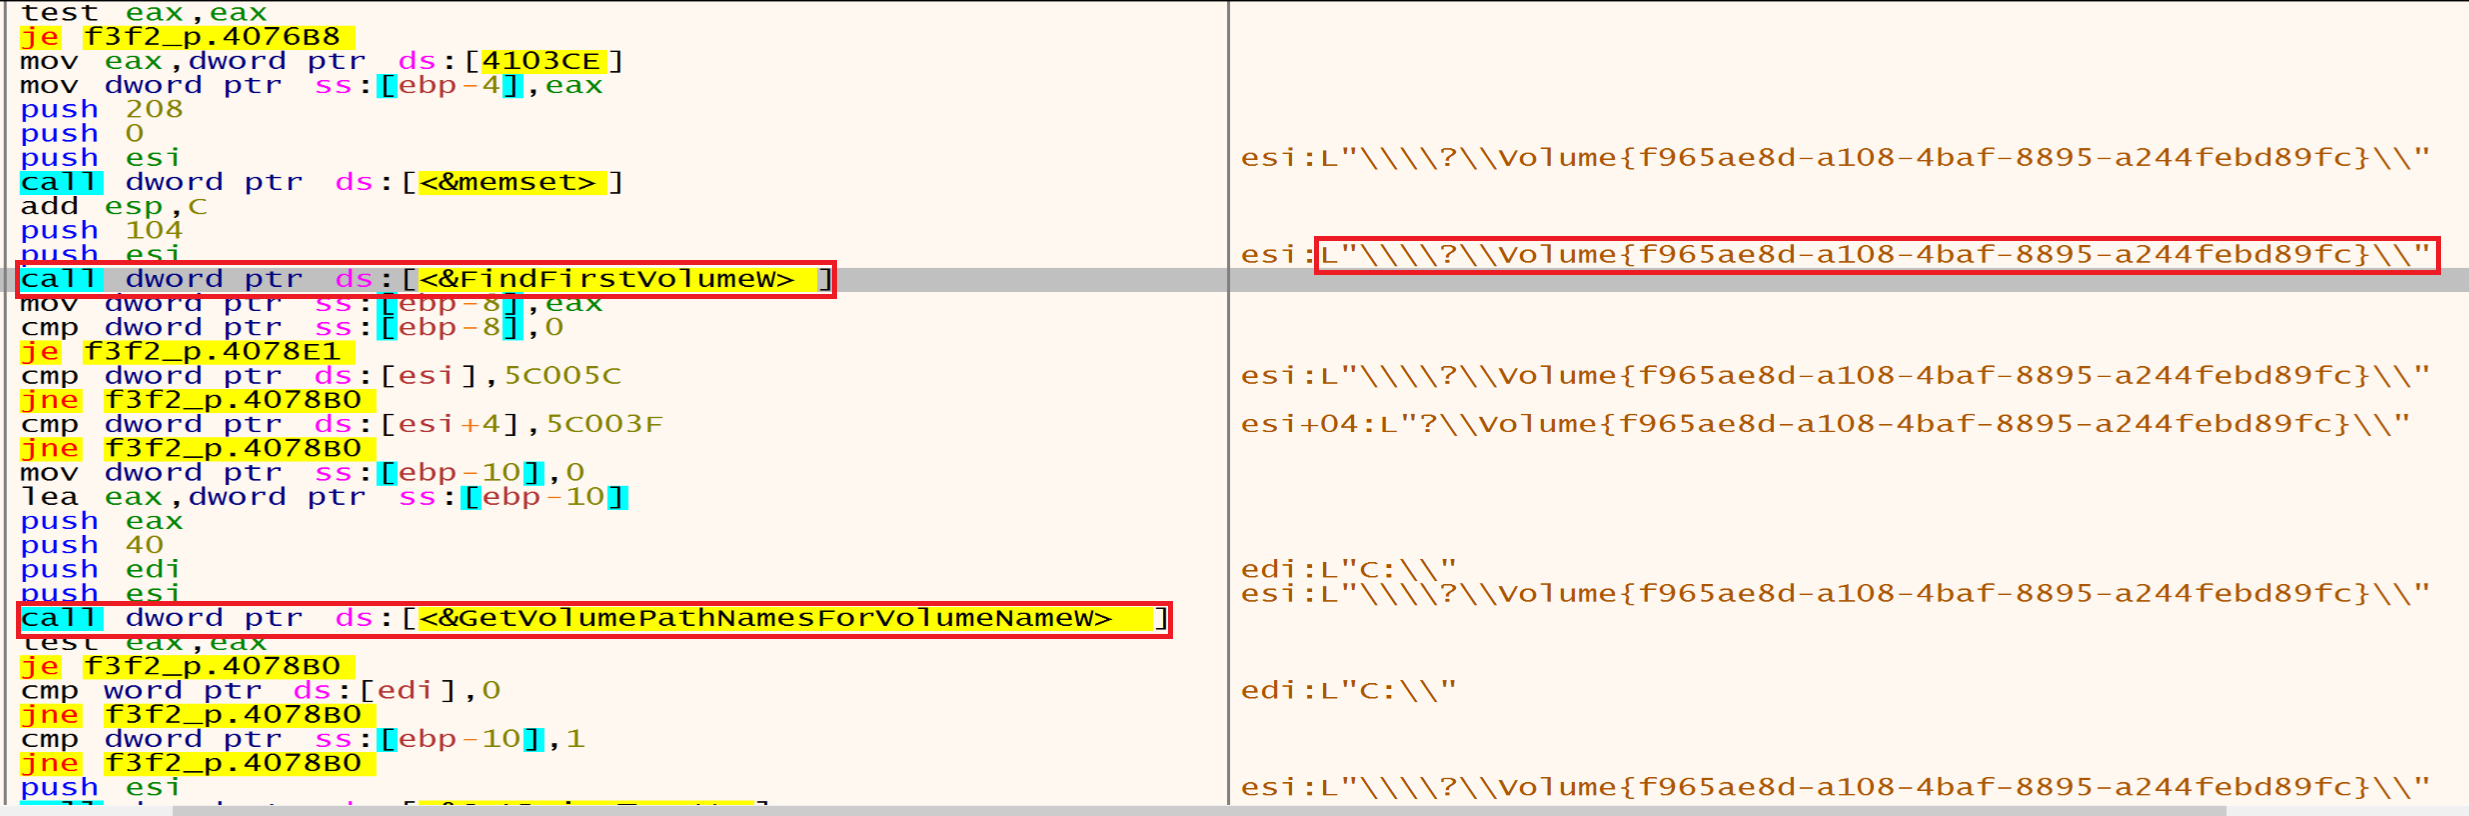 test eax,eax
je f3f2_p.4076B8
mov eax,dword ptr ds:[4103CE]
mov dword ptr ss:[ebp-4],eax
push 208
push 0
push esi esi:L"\\\\?\\Volume{f965ae8d-a108-4baf-8895-a244febd89fc}\\"
call dword ptr ds:[<&memset>]
add esp,C
push 104
push esi esi:L"\\\\?\\Volume{f965ae8d-a108-4baf-8895-a244febd89fc}\\"
call dword ptr ds:[<&FindFirstVolumeW>]
mov dword ptr ss:[ebp-8],eax
cmp dword ptr ss:[ebp-8],0
je f3f2_p.4078E1
cmp dword ptr ds:[esi],5C005C esi:L"\\\\?\\Volume{f965ae8d-a108-4baf-8895-a244febd89fc}\\"
jne f3f2_p.4078B0
cmp dword ptr ds:[esi+4],5C003F esi+04:L"?\\Volume{f965ae8d-a108-4baf-8895-a244febd89fc}\\"
jne f3f2_p.4078B0
mov dword ptr ss:[ebp-10],0
lea eax,dword ptr ss:[ebp-10]
push eax
push 40
push edi edi:L"C:\\"
push esi esi:L"\\\\?\\Volume{f965ae8d-a108-4baf-8895-a244febd89fc}\\"
call dword ptr ds:[<&GetVolumePathNamesForVolumeNameW>]
test eax,eax
je f3f2_p.4078B0
cmp word ptr ds:[edi],0 edi:L"C:\\"
jne f3f2_p.4078B0
cmp dword ptr ss:[ebp-10],1
jne f3f2_p.4078B0
push esi esi:L"\\\\?\\Volume{f965ae8d-a108-4baf-8895-a244febd89fc}\\"